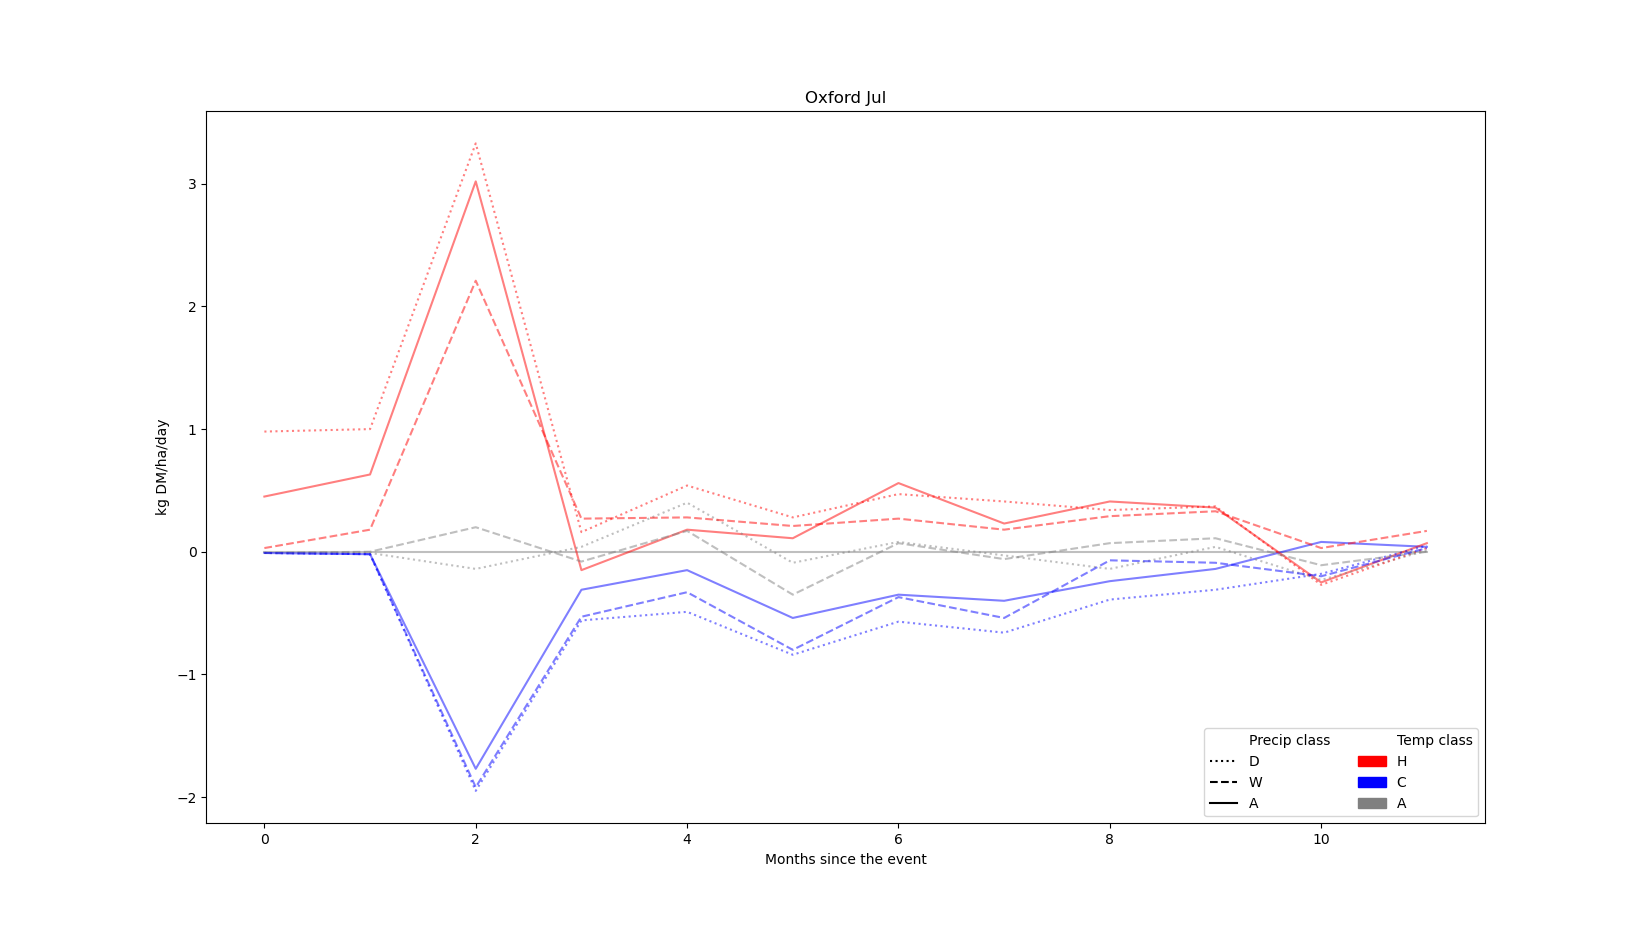 Oxford Jul
kg DM/ha/day
3
2
1
0
−1
−2
0 2 4 6 8 10
Months since the event
Precip class Temp class
D H
W C
A A